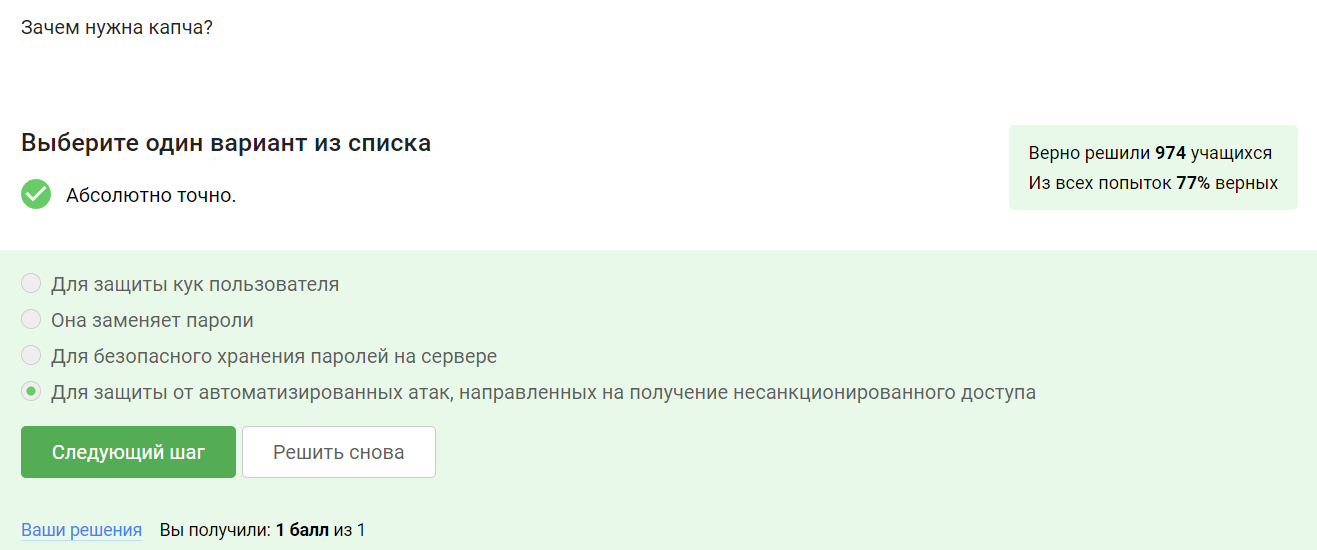 Зачем нужна капча?
Выберите один вариант из списка
Абсолютно точно.
Верно решили 974 учащихся
Из всех попыток 77% верных
Для защиты кук пользователя
Она заменяет пароли
Для безопасного хранения паролей на сервере
Для защиты от автоматизированных атак, направленных на получение несанкционированного доступа
Следующий шаг
Решить снова
Ваши решения Вы получили: 1 балл из 1